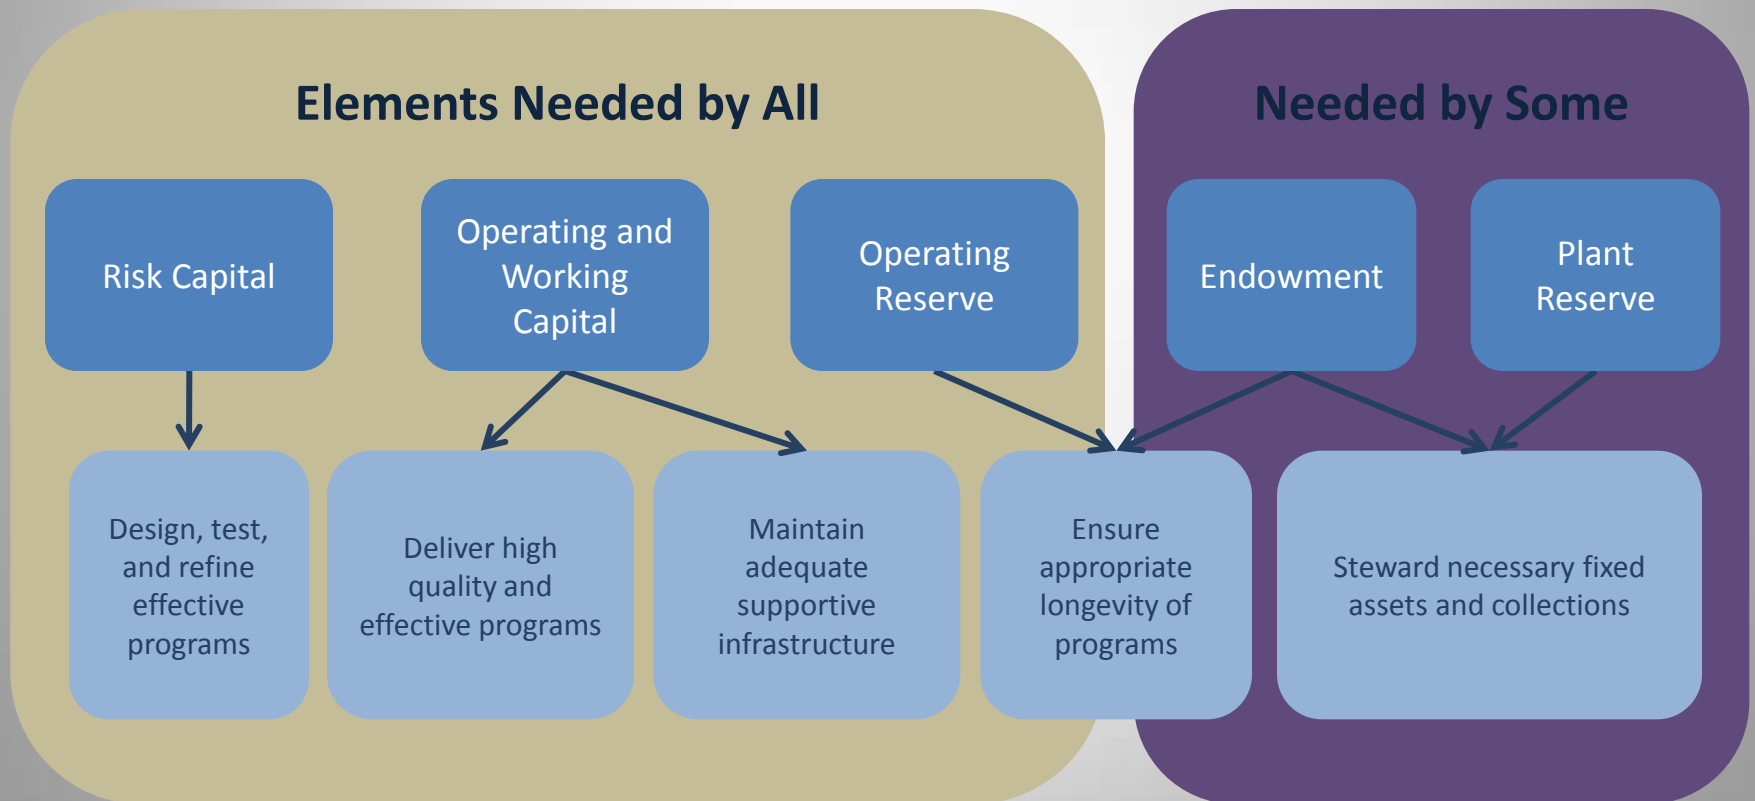 Elements Needed by All
Needed by Some
Risk Capital
Operating and
Working
Capital
Operating
Reserve
Endowment
Plant
Reserve
Design, test,
and refine
effective
programs
Deliver high
quality and
effective programs
Maintain
adequate
supportive
infrastructure
Ensure
appropriate
longevity of
programs
Steward necessary fixed
assets and collections